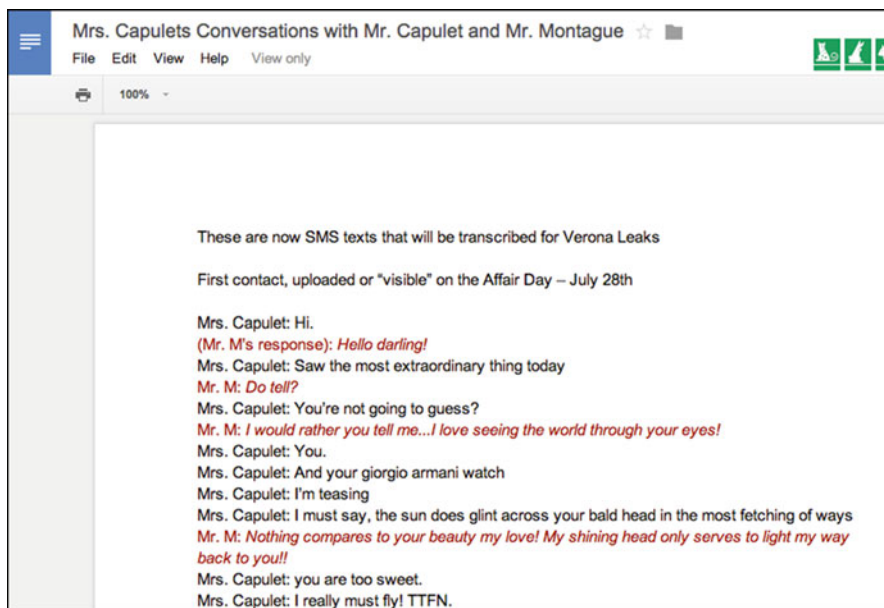 Mrs. Capulets Conversations with Mr. Capulet and Mr. Montague
File Edit View Help View only
9
100%
These are now SMS texts that will be transcribed for Verona Leaks
First contact, uploaded or “visible” on the Affair Day – July 28th
Mrs. Capulet: Hi.
(Mr. M's response): Hello darling!
Mrs. Capulet: Saw the most extraordinary thing today
Mr. M: Do tell?
Mrs. Capulet: You're not going to guess?
Mr. M: I would rather you tell me...I love seeing the world through your eyes!
Mrs. Capulet: You.
Mrs. Capulet: And your giorgio armani watch
Mrs. Capulet: I'm teasing
Mrs. Capulet: I must say, the sun does glint across your bald head in the most fetching of ways
Mr. M: Nothing compares to your beauty my love! My shining head only serves to light my way
back to you!!
Mrs. Capulet: you are too sweet.
Mrs. Capulet: I really must fly! TTFN.